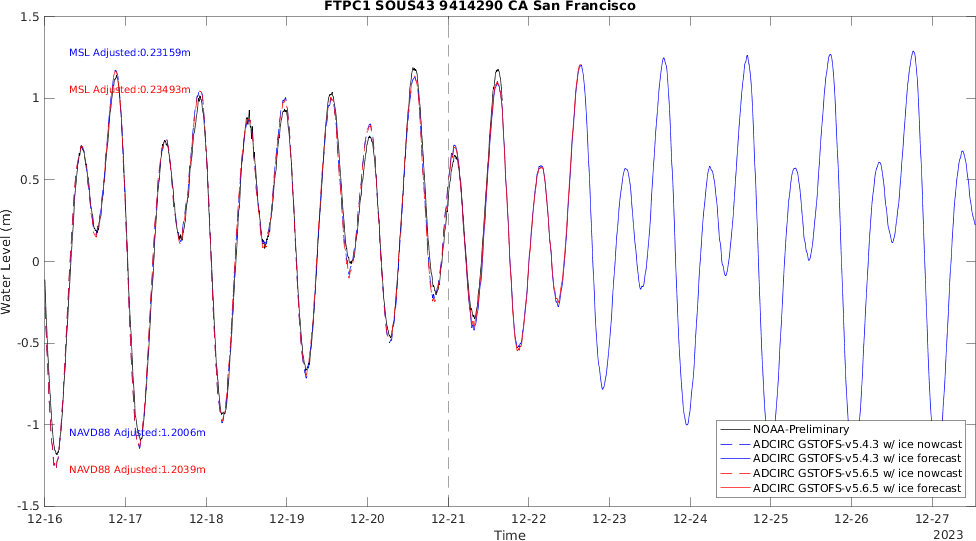 FTPC1 SOUS43 9414290 CA San Francisco
1.5
1
0.5
0
-0.5
-1
-1.5
Water Level (m)
MSL Adjusted:0.23159m
MSL Adjusted:0.23493m
NAVD88 Adjusted:1.2006m
NAVD88 Adjusted:1.2039m
NOAA-Preliminary
ADCIRC GSTOFS-v5.4.3 w/ ice nowcast
ADCIRC GSTOFS-v5.4.3 w/ ice forecast
ADCIRC GSTOFS-v5.6.5 w/ ice nowcast
ADCIRC GSTOFS-v5.6.5 w/ ice forecast
12-16 12-17 12-18 12-19 12-20 12-21 12-22 12-23 12-24 12-25 12-26 12-27
Time
2023